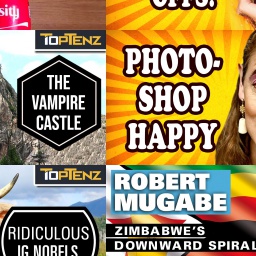 TOPTENZ
THE
VAMPIRE
CASTLE
PHOTO-
SHOP
HAPPY
TOPTENZ
RIDICULOUS
IG NOBELS
ROBERT
MUGABE
ZIMBABWE'S
DOWNWARD SPIRAL